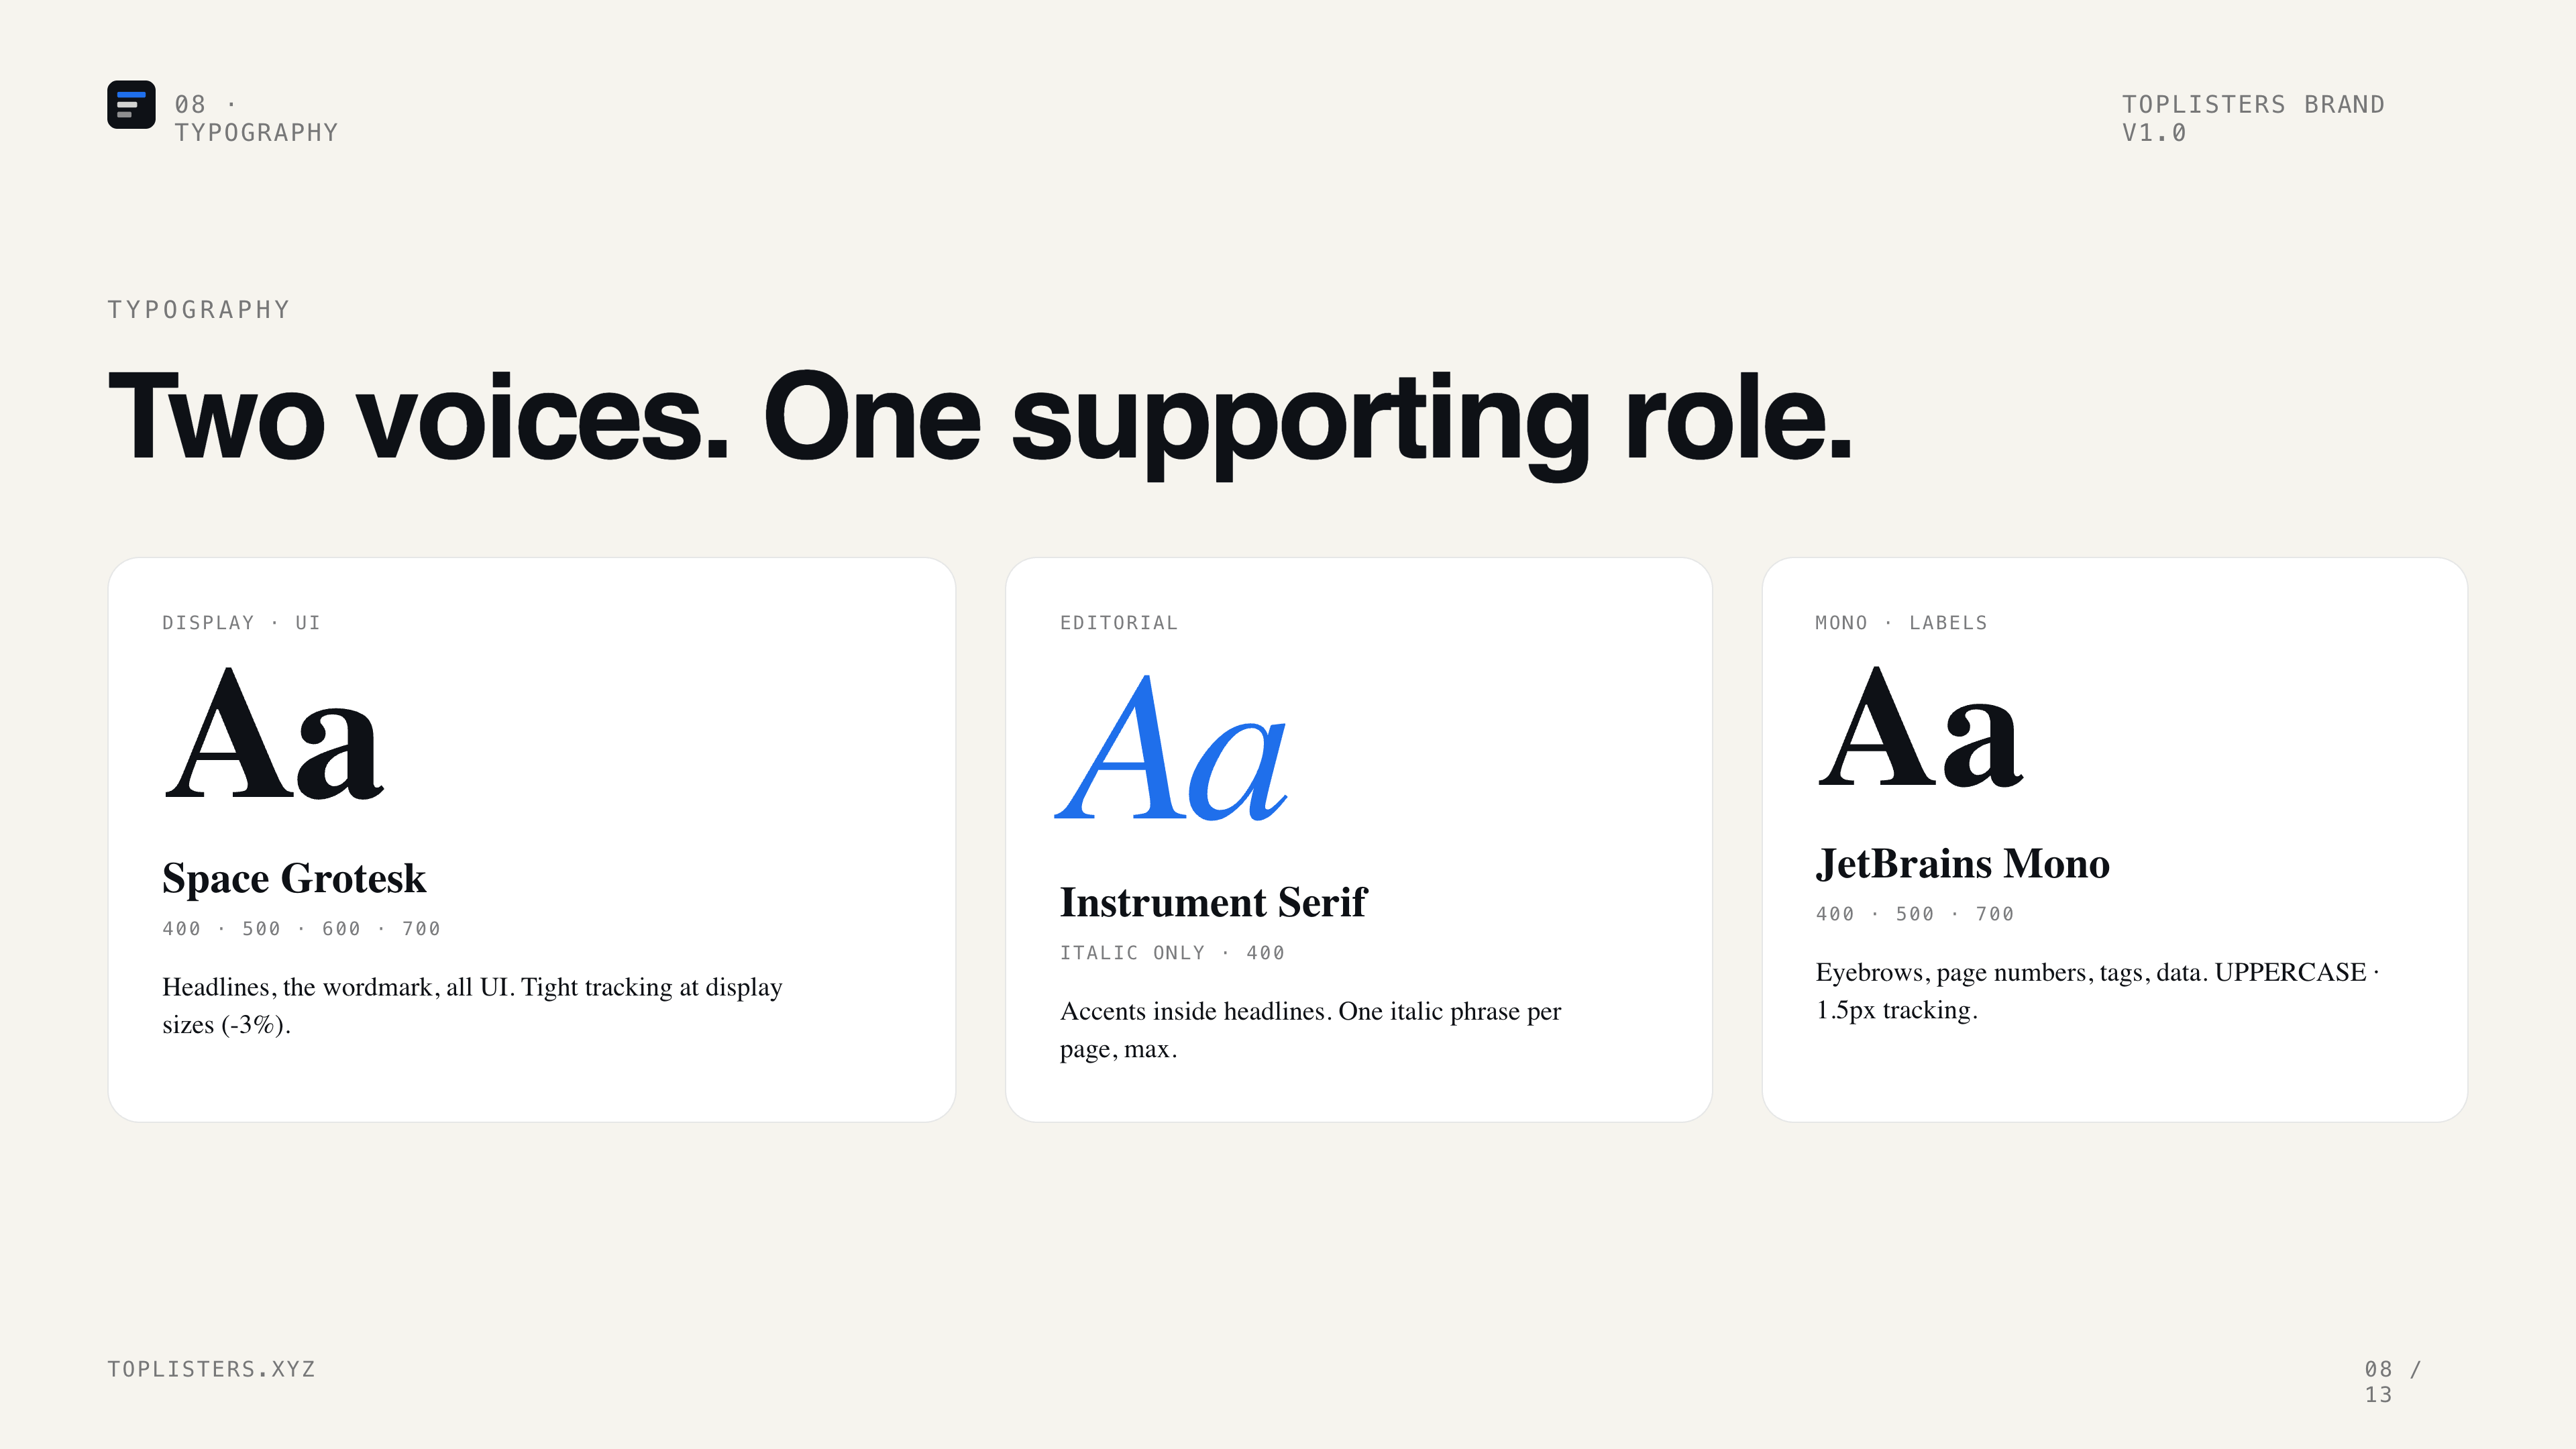 08 ·
TYPOGRAPHY
TOPLISTERS BRAND
V1.0
TYPOGRAPHY
Two voices. One supporting role.
DISPLAY · UI
Aa
Space Grotesk
400 · 500 · 600 · 700
Headlines, the wordmark, all UI. Tight tracking at display
sizes (-3%).
EDITORIAL
Aa
Instrument Serif
ITALIC ONLY · 400
Accents inside headlines. One italic phrase per
page, max.
MONO · LABELS
Aa
JetBrains Mono
400 · 500 · 700
Eyebrows, page numbers, tags, data. UPPERCASE ·
1.5px tracking.
TOPLISTERS.XYZ
08 /
13